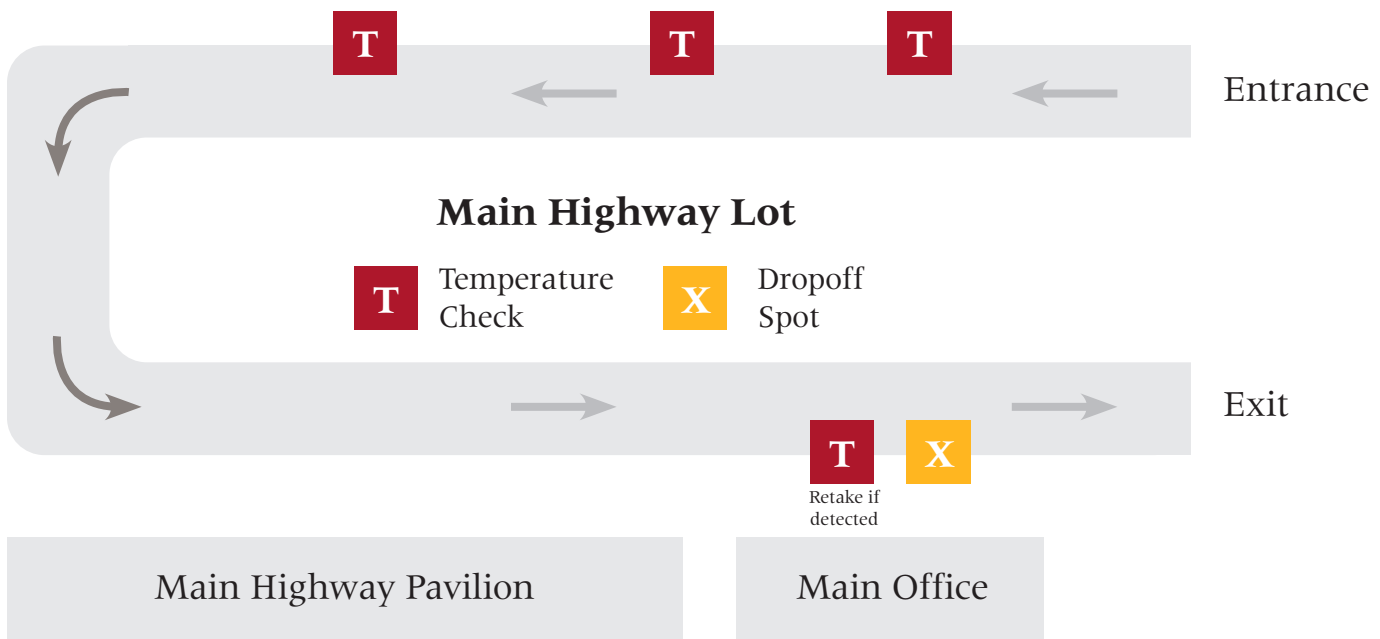 T
T
T
Entrance
Main Highway Lot
T
Temperature
Check
X
Dropoff
Spot
Exit
T
X
Retake if
detected
Main Highway Pavilion
Main Office